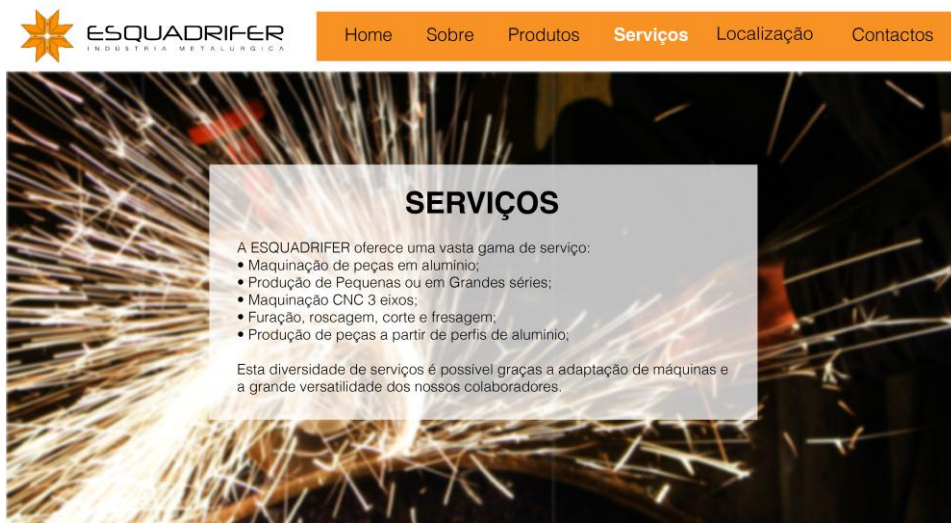 ESQUADRIFER
INDÚSTRIA METALURGICA
Home Sobre Produtos Serviços Localização Contactos
SERVIÇOS
A ESQUADRIFER oferece uma vasta gama de serviço:
• Maquinação de peças em alumínio;
• Produção de Pequenas ou em Grandes séries;
• Maquinação CNC 3 eixos;
• Furação, roscagem, corte e fresagem;
• Produção de peças a partir de perfis de aluminio;
Esta diversidade de serviços é possível graças a adaptação de máquinas e
a grande versatilidade dos nossos colaboradores.